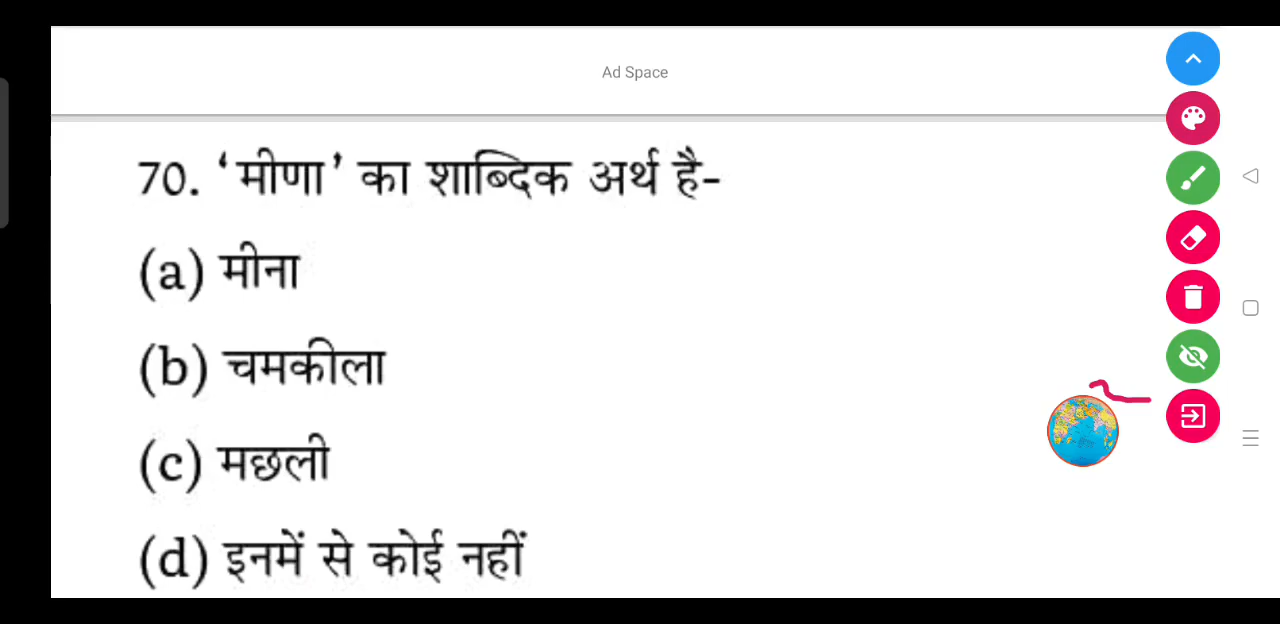 Ad Space
70. ‘मीणा’ का शाब्दिक अर्थ है-
(a) मीना
(b) चमकीला
(c) मछली
(d) इनमें से कोई नहीं